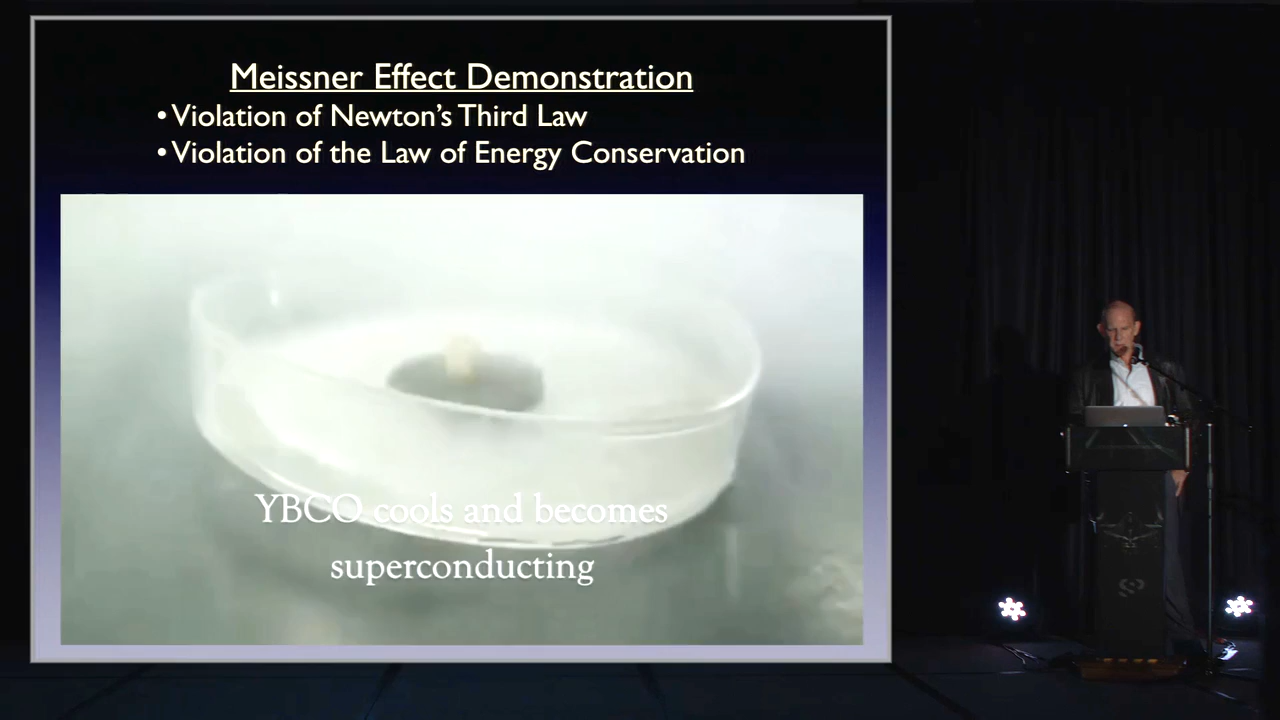 Meissner Effect Demonstration
• Violation of Newton's Third Law
• Violation of the Law of Energy Conservation
YBCO cools and becomes
superconducting